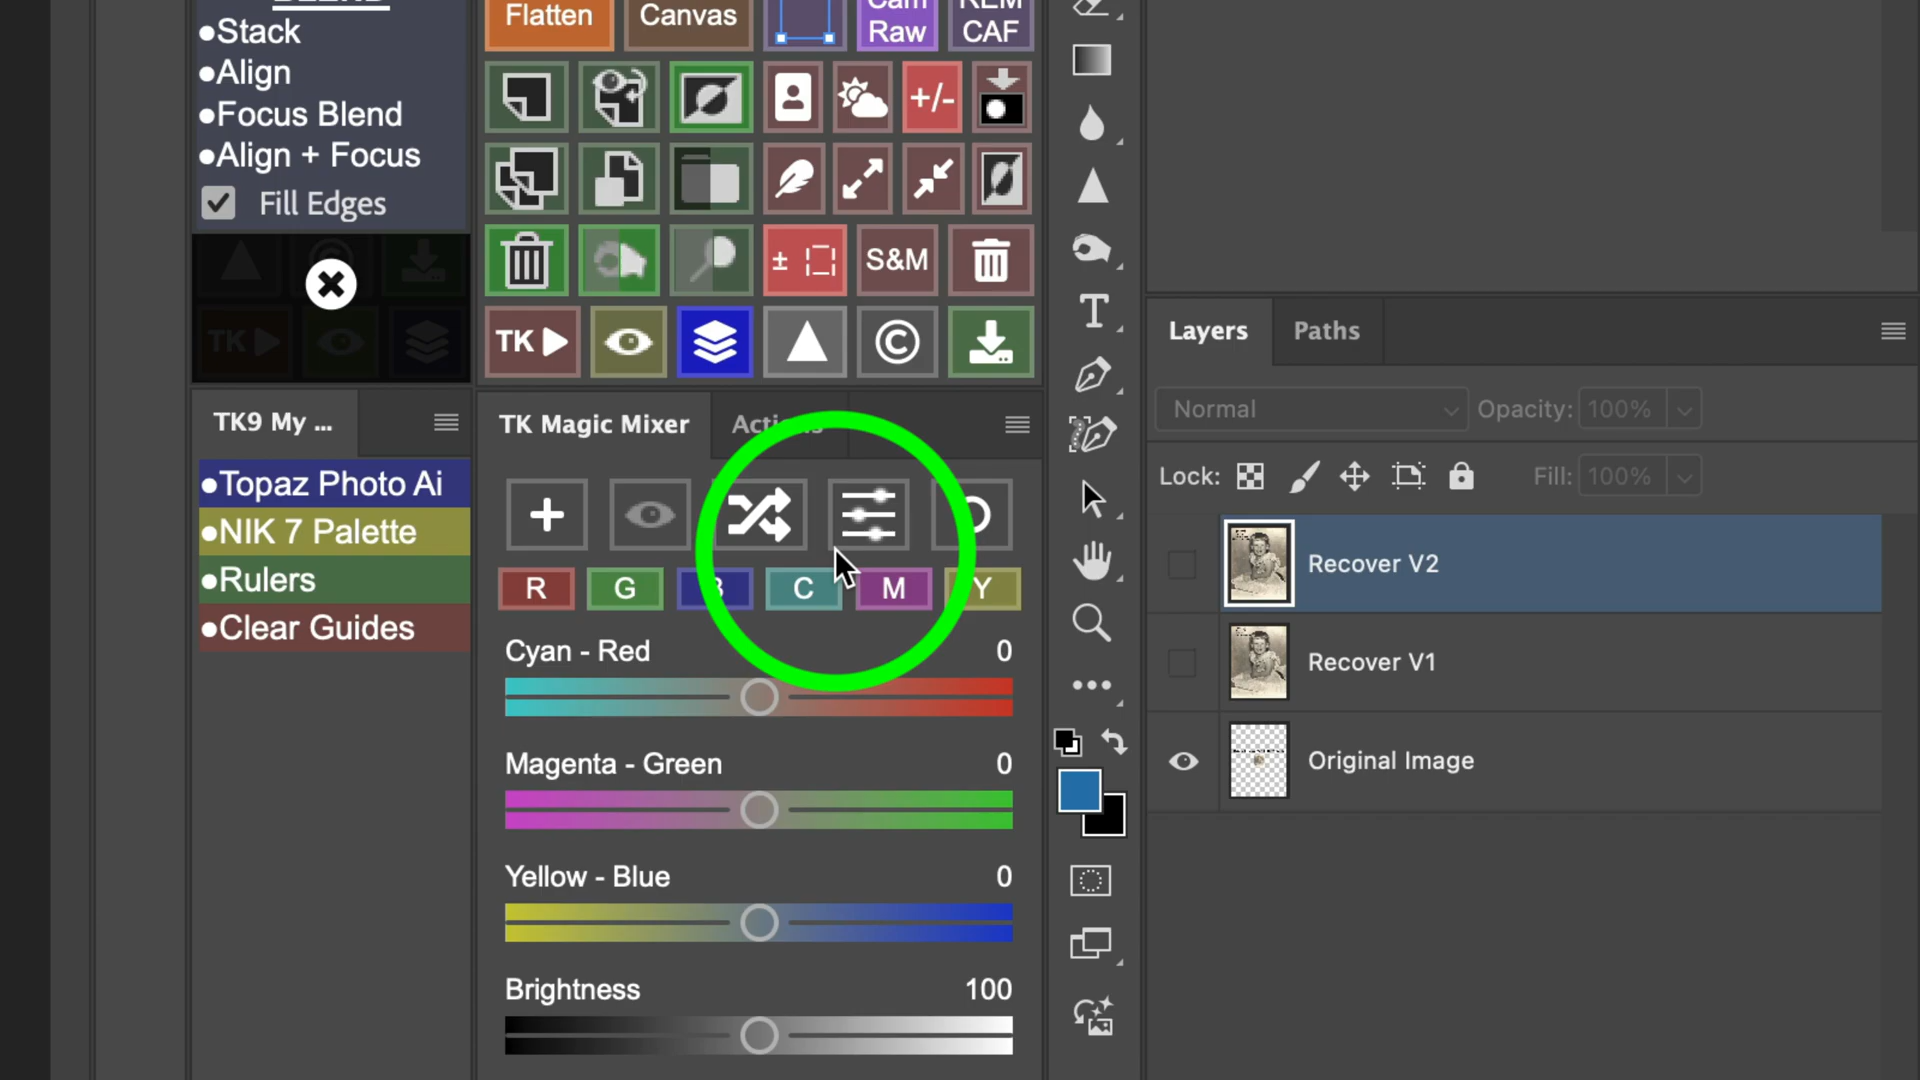 ●Stack
●Align
●Focus Blend
●Align + Focus
Fill Edges
TK
Flatten
Canvas
Cam
Raw
REM
CAF
+/-
±
S&M
TK
©
TK9 My ...
●Topaz Photo Ai
●NIK 7 Palette
●Rulers
●Clear Guides
TK Magic Mixer
R
G
B
C
M
Y
Cyan - Red
0
Magenta - Green
0
Yellow - Blue
0
Brightness
100
T
Layers
Paths
Normal
Opacity:
100%
Lock:
Fill:
100%
Recover V2
Recover V1
Original Image